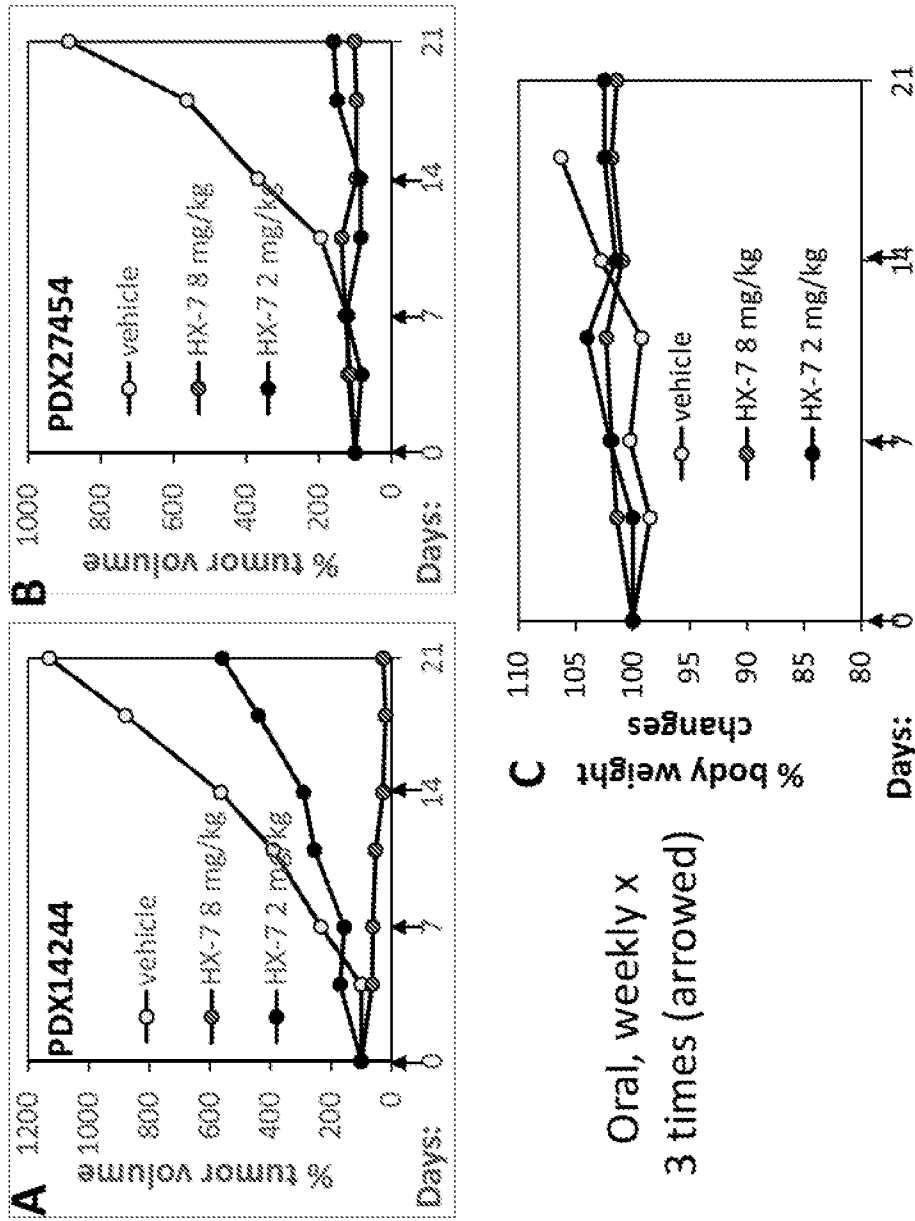 A
PDX14244
% tumor volume
1200
1000
800
600
400
200
0
vehicle
HX-7 8 mg/kg
HX-7 2 mg/kg
Days:
0
7
14
21
B
PDX27454
% tumor volume
1000
800
600
400
200
0
vehicle
HX-7 8 mg/kg
HX-7 2 mg/kg
Days:
0
7
14
21
Oral, weekly x
3 times (arrowed)
C
% body weight
changes
110
105
100
95
90
85
80
vehicle
HX-7 8 mg/kg
HX-7 2 mg/kg
Days:
0
7
14
21